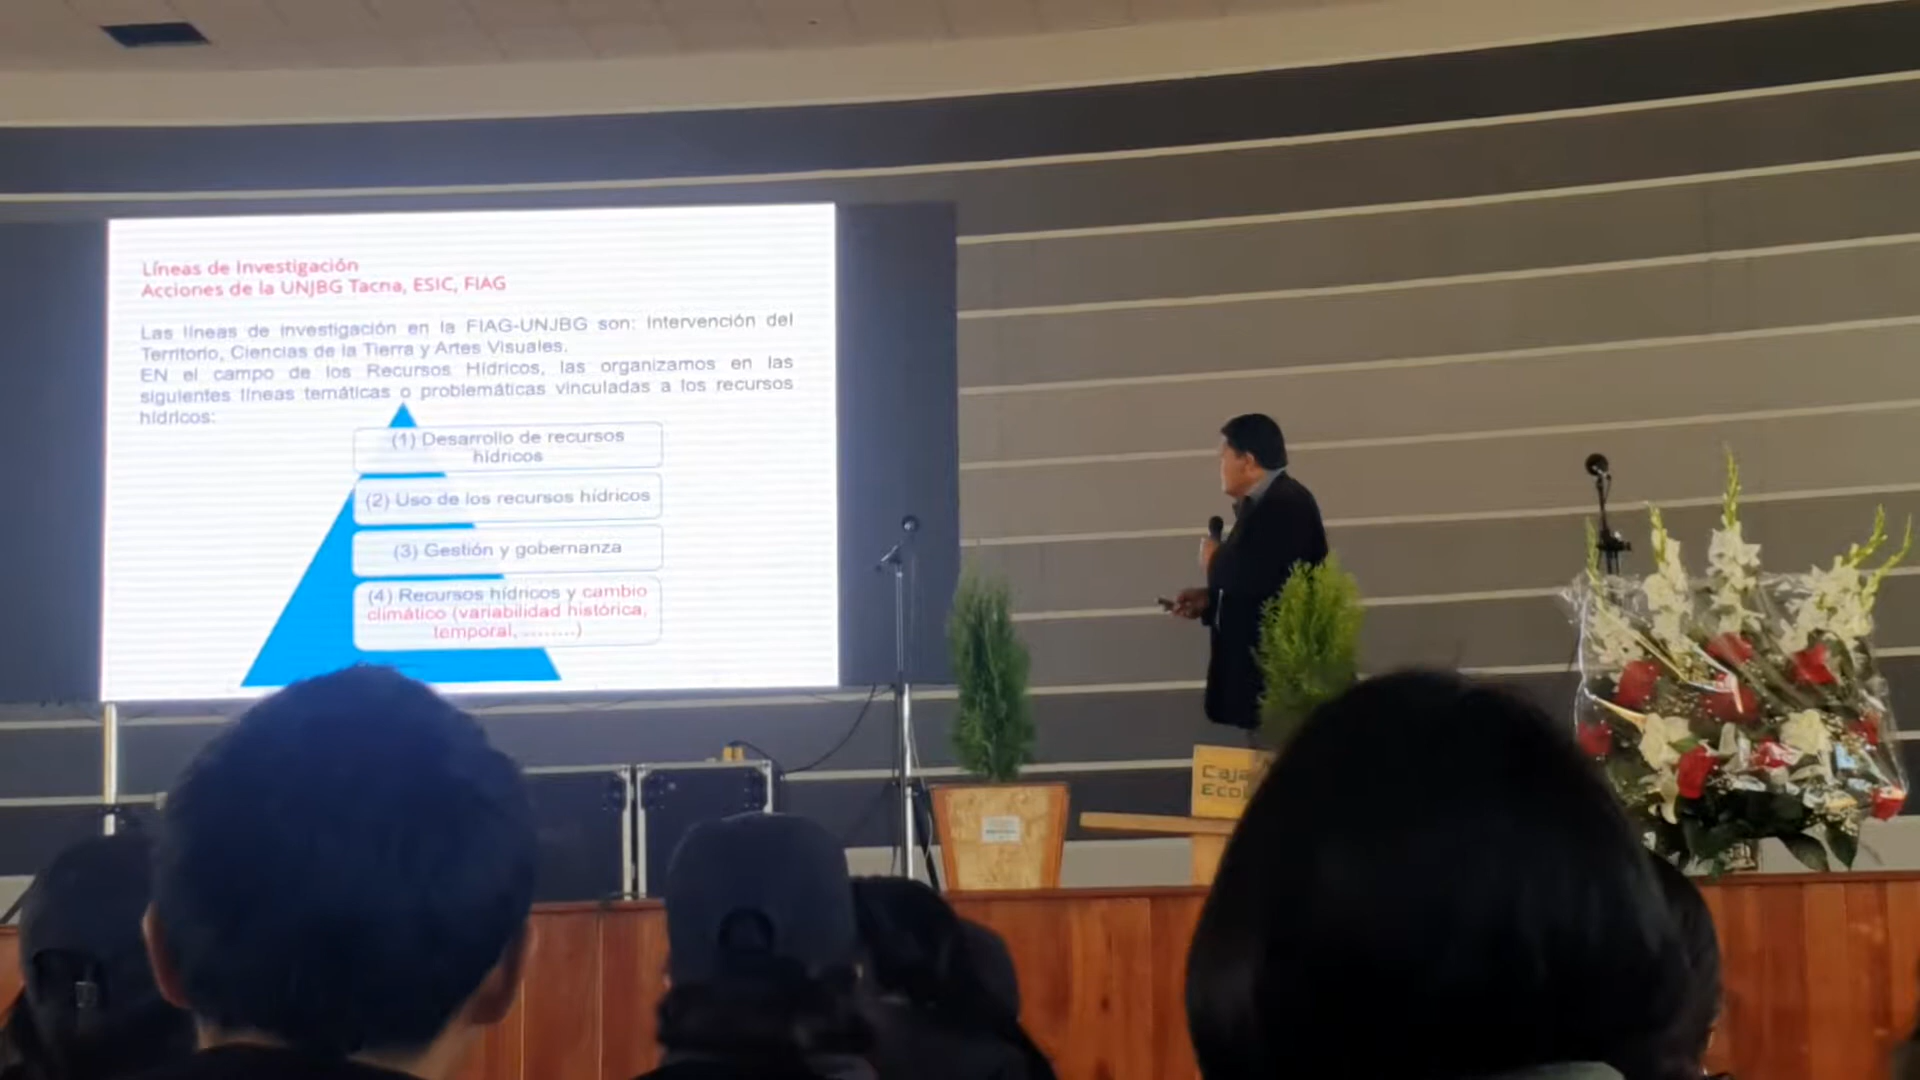 Líneas de Investigación
Acciones de la UNJBG Tacna, ESIC, FIAG
Las líneas de investigación en la FIAG-UNJBG son: Intervención del
Territorio, Ciencias de la Tierra y Artes Visuales.
EN el campo de los Recursos Hídricos, las organizamos en las
siguientes líneas temáticas o problemáticas vinculadas a los recursos
hídricos:
(1) Desarrollo de recursos
hídricos
(2) Uso de los recursos hídricos
(3) Gestión y gobernanza
(4) Recursos hídricos y cambio
climático (variabilidad histórica,
temporal, ........)
Caja